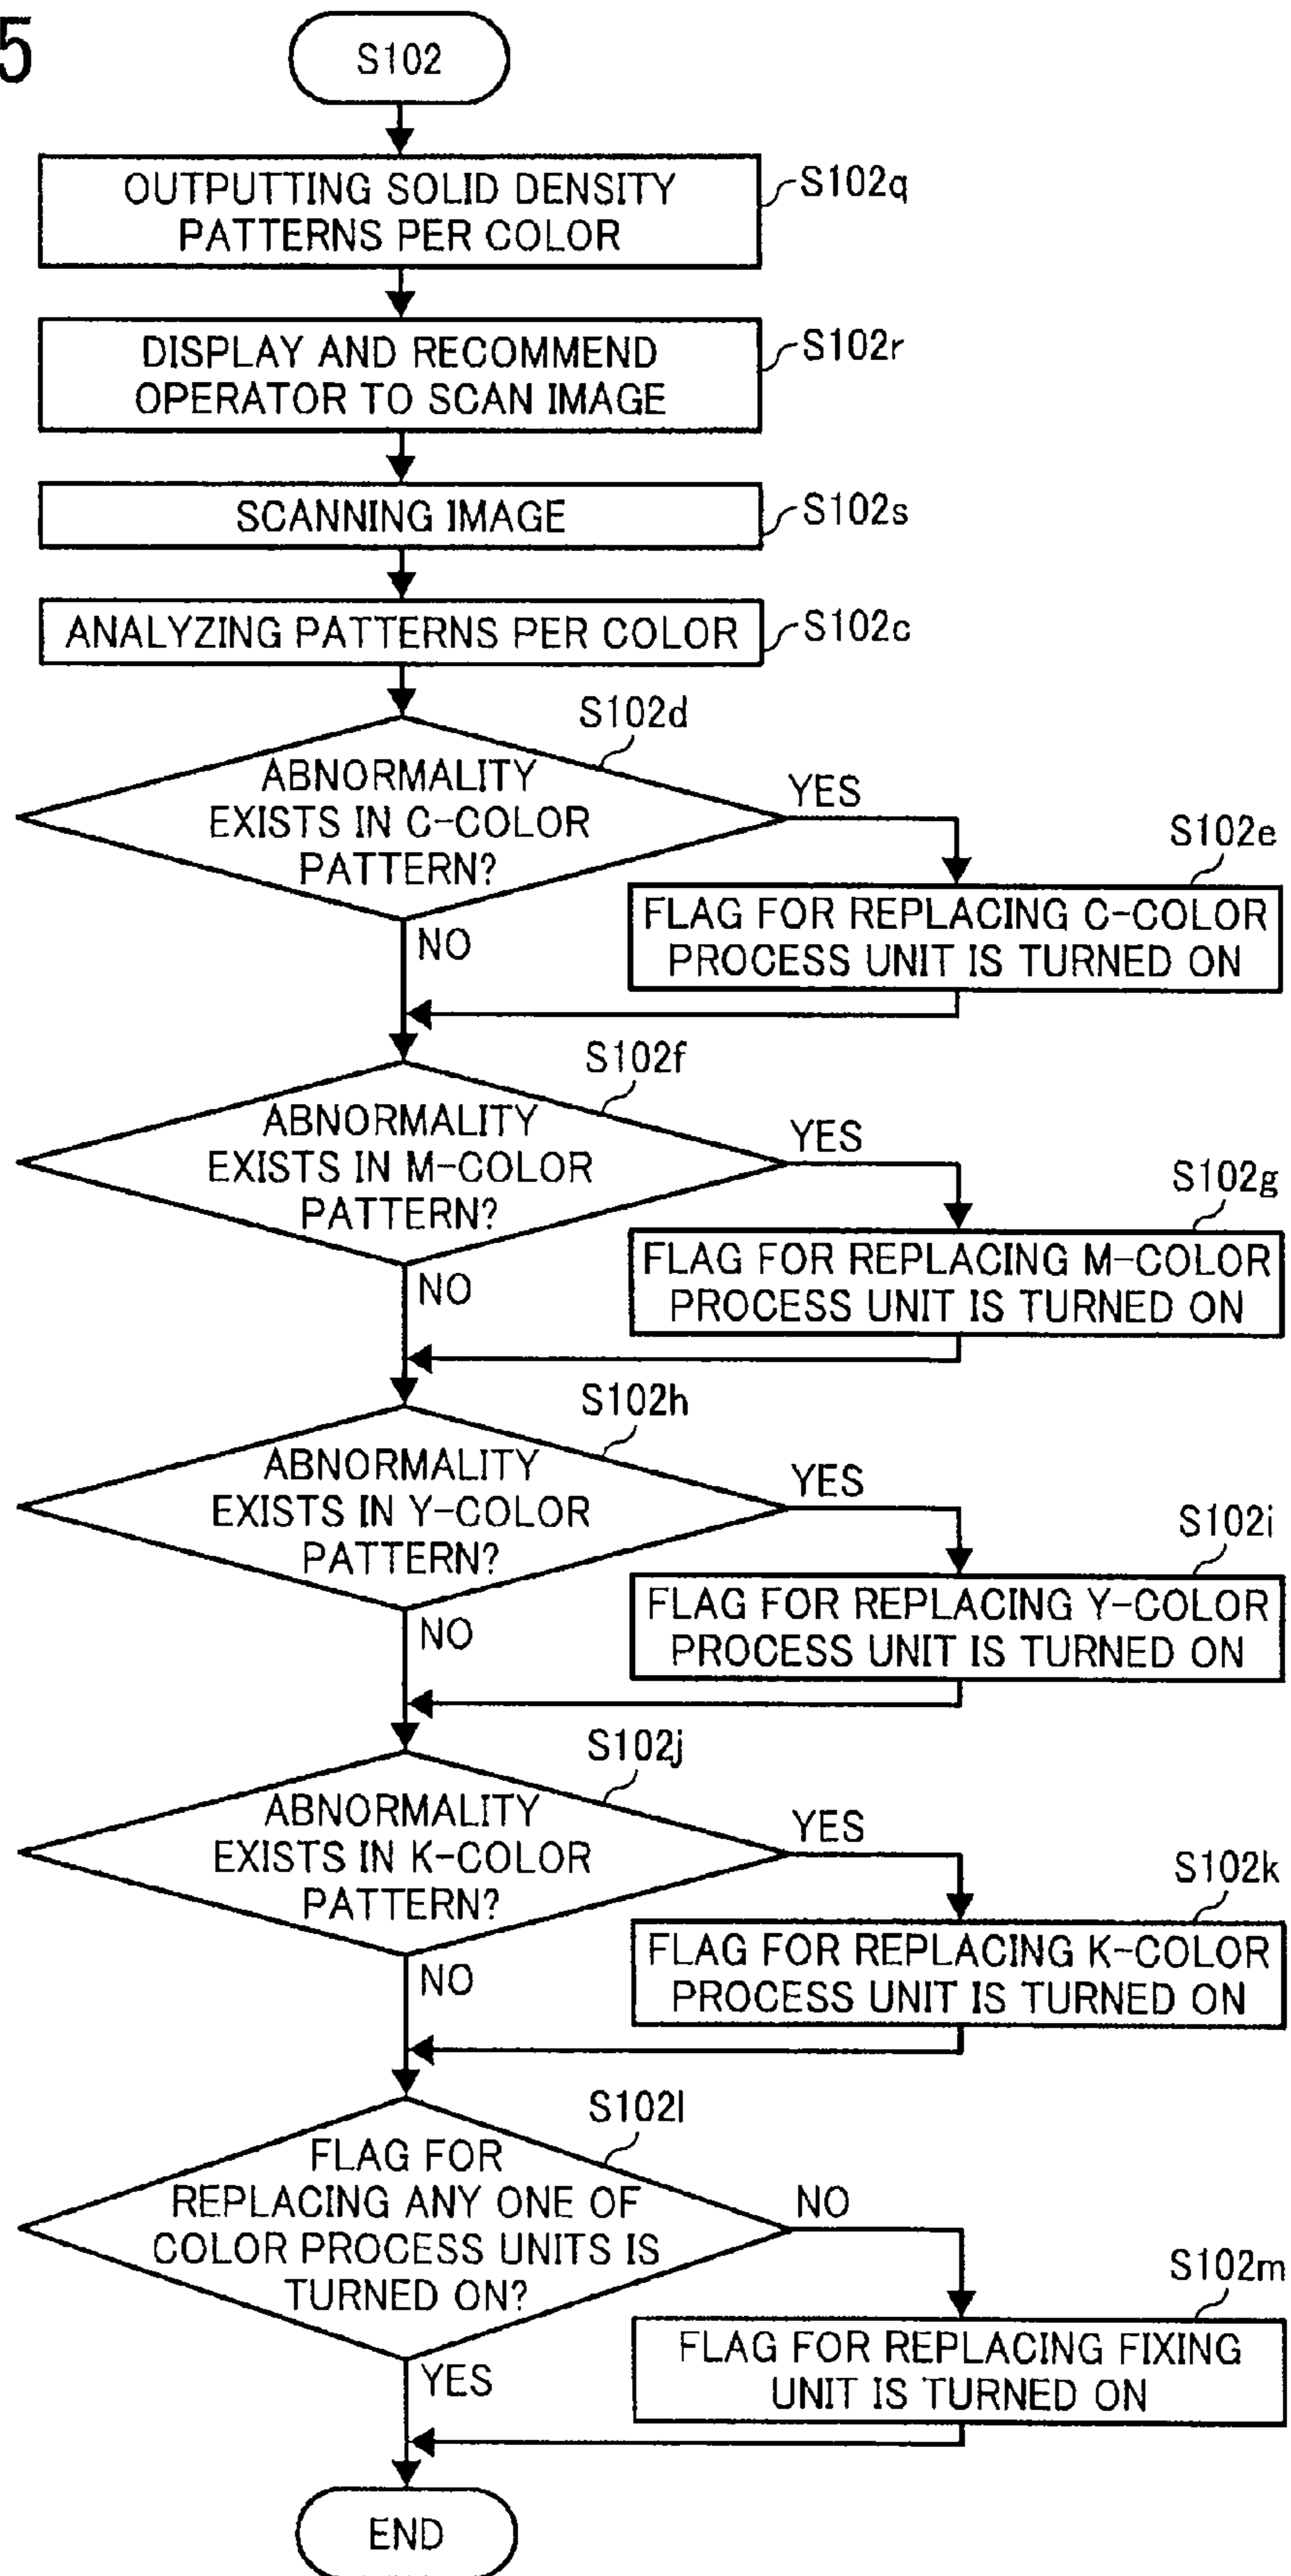 5
S102
OUTPUTTING SOLID DENSITY
PATTERNS PER COLOR
S102q
DISPLAY AND RECOMMEND
OPERATOR TO SCAN IMAGE
S102r
SCANNING IMAGE
S102s
ANALYZING PATTERNS PER COLOR
S102c
S102d
ABNORMALITY
EXISTS IN C-COLOR
PATTERN?
YES
S102e
FLAG FOR REPLACING C-COLOR
PROCESS UNIT IS TURNED ON
NO
S102f
ABNORMALITY
EXISTS IN M-COLOR
PATTERN?
YES
S102g
FLAG FOR REPLACING M-COLOR
PROCESS UNIT IS TURNED ON
NO
S102h
ABNORMALITY
EXISTS IN Y-COLOR
PATTERN?
YES
S102i
FLAG FOR REPLACING Y-COLOR
PROCESS UNIT IS TURNED ON
NO
S102j
ABNORMALITY
EXISTS IN K-COLOR
PATTERN?
YES
S102k
FLAG FOR REPLACING K-COLOR
PROCESS UNIT IS TURNED ON
NO
S102l
FLAG FOR
REPLACING ANY ONE OF
COLOR PROCESS UNITS IS
TURNED ON?
NO
S102m
FLAG FOR REPLACING FIXING
UNIT IS TURNED ON
YES
END